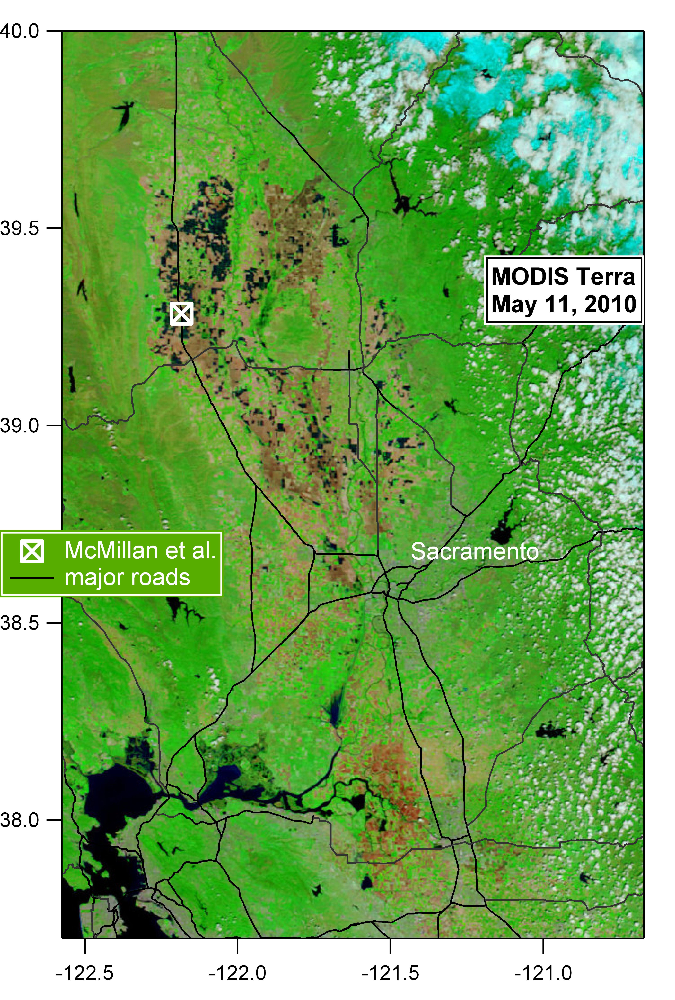 40.0
39.5
MODIS Terra
May 11, 2010
39.0
Sacramento
McMillan et al.
major roads
38.5
38.0
-122.5
-122.0
-121.5
-121.0